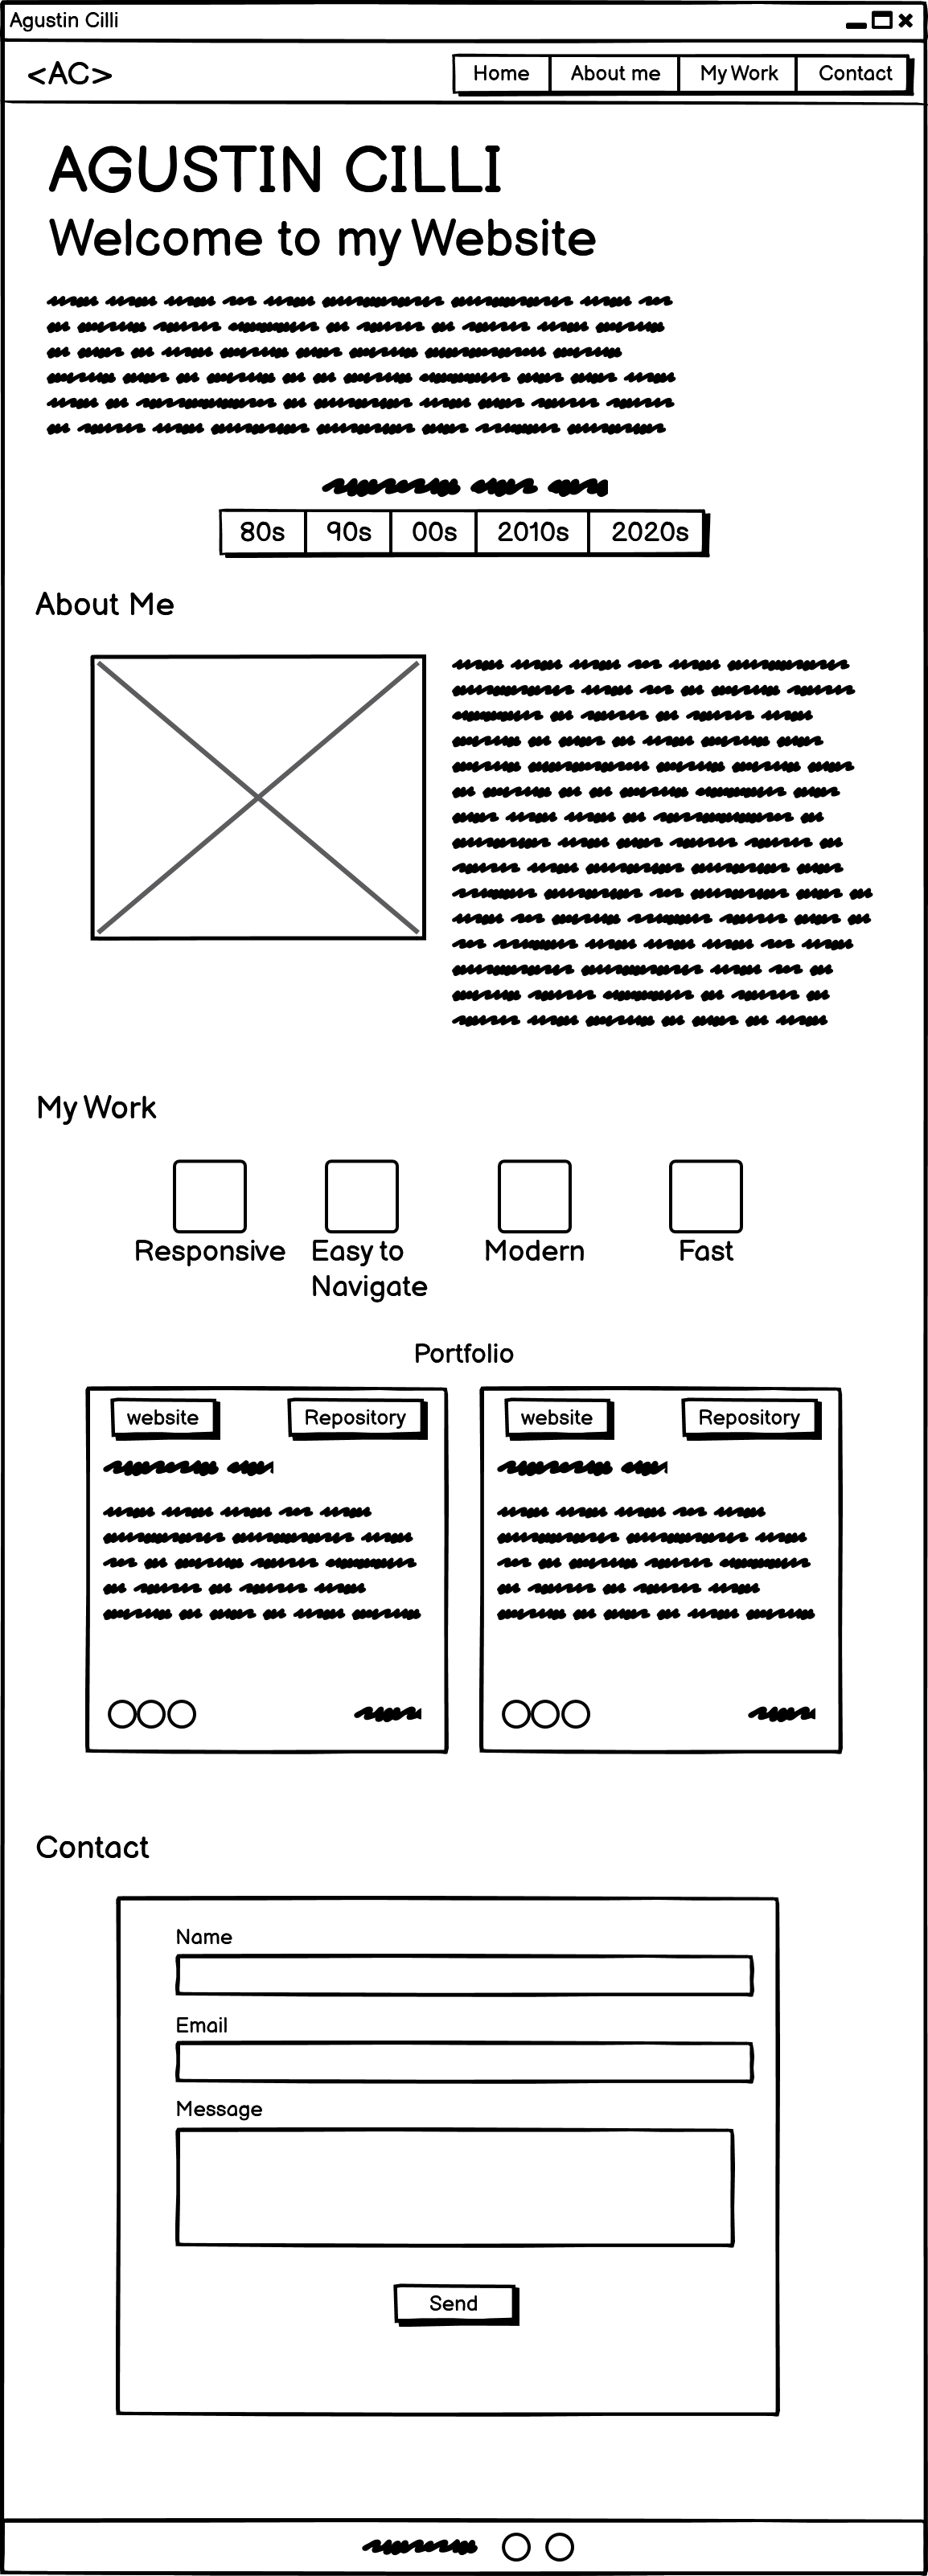 Agustin Cilli
<AC>
Home
About me
My Work
Contact
AGUSTIN CILLI
Welcome to my Website
80s
90s
00s
2010s
2020s
About Me
My Work
Responsive
Easy to
Navigate
Modern
Fast
Portfolio
website
Repository
website
Repository
Contact
Name
Email
Message
Send